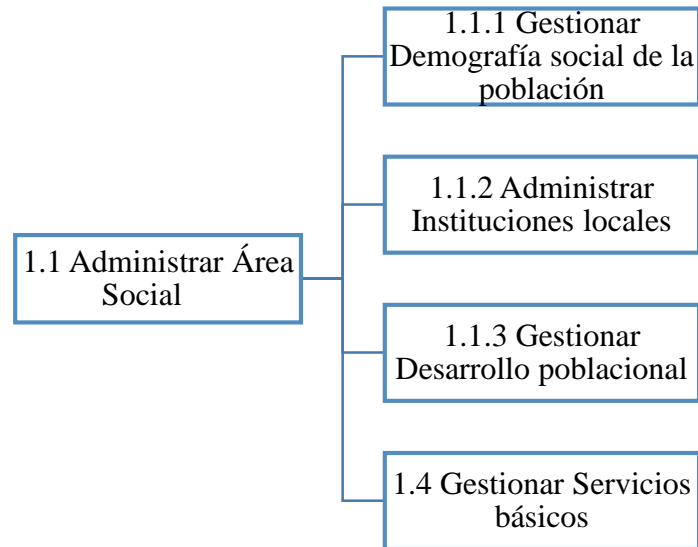 1.1.1 Gestionar
Demografía social de la
población
1.1.2 Administrar
Instituciones locales
1.1 Administrar Área
Social
1.1.3 Gestionar
Desarrollo poblacional
1.4 Gestionar Servicios
básicos